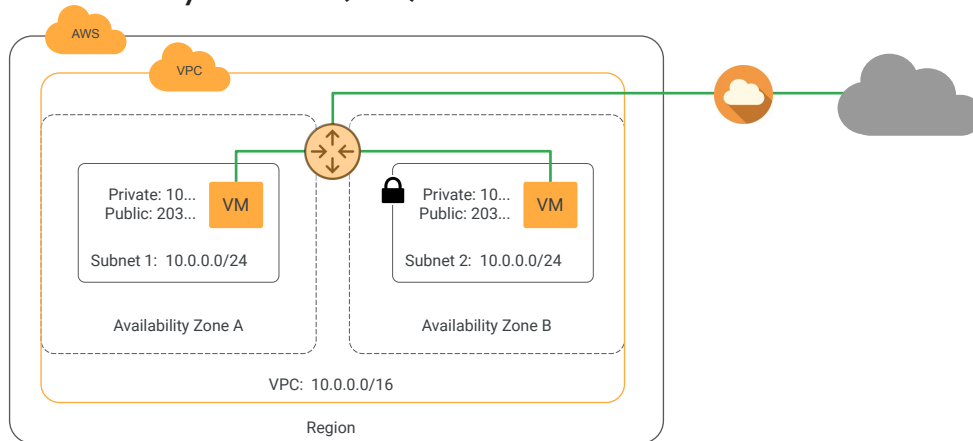 AWS
VPC
Private: 10...
Public: 203...
VM
Subnet 1: 10.0.0.0/24
Availability Zone A
Private: 10...
Public: 203...
VM
Subnet 2: 10.0.0.0/24
Availability Zone B
VPC: 10.0.0.0/16
Region